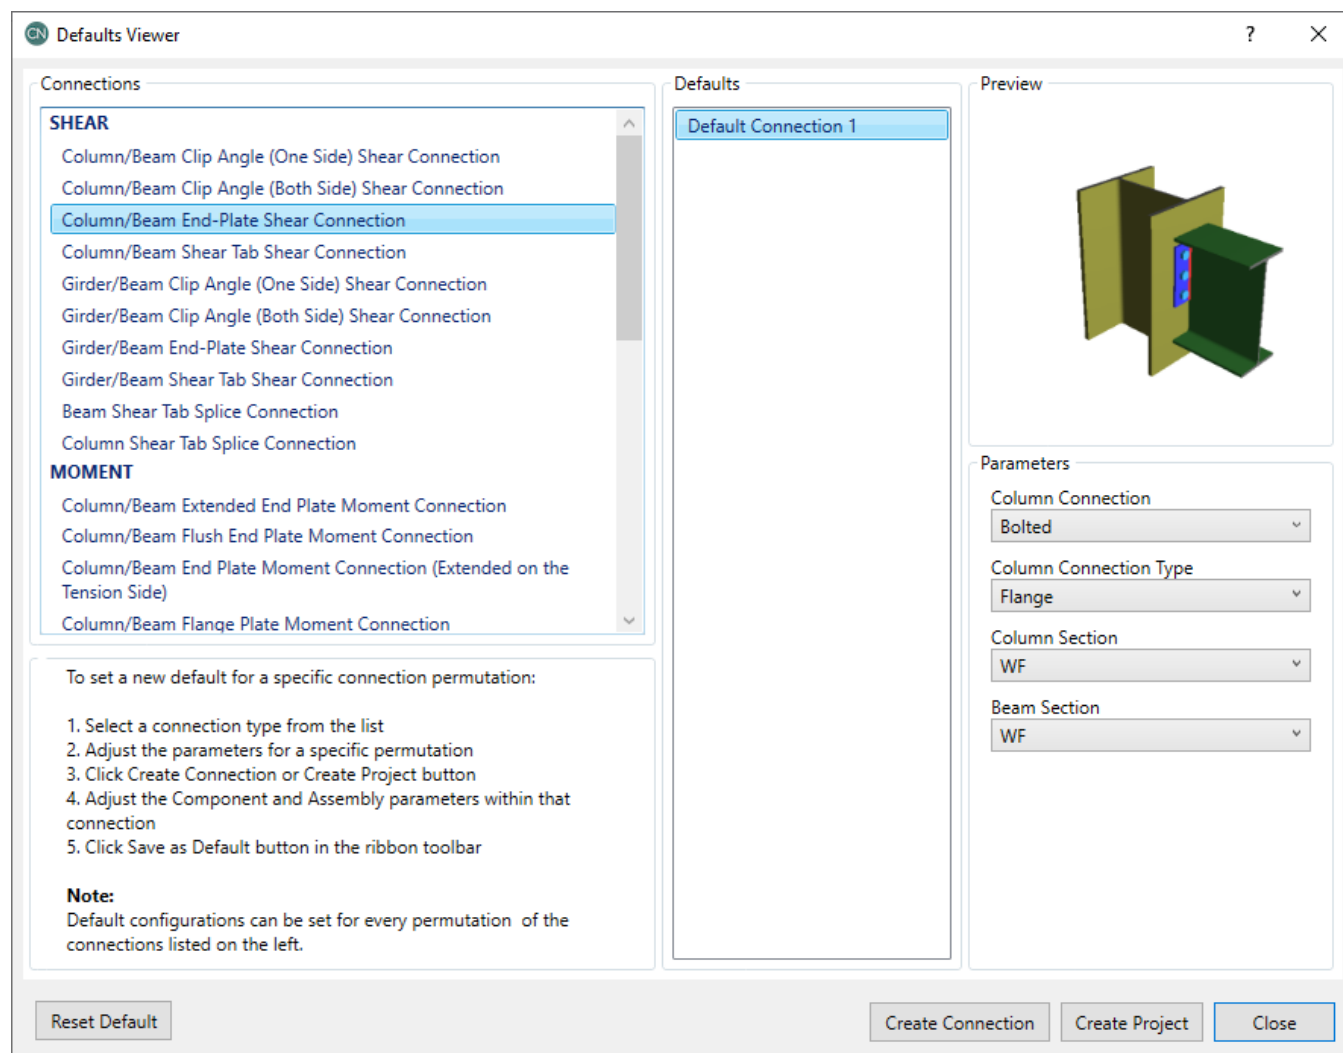 CN Defaults Viewer ?
Connections
SHEAR
Column/Beam Clip Angle (One Side) Shear Connection
Column/Beam Clip Angle (Both Side) Shear Connection
Column/Beam End-Plate Shear Connection
Column/Beam Shear Tab Shear Connection
Girder/Beam Clip Angle (One Side) Shear Connection
Girder/Beam Clip Angle (Both Side) Shear Connection
Girder/Beam End-Plate Shear Connection
Girder/Beam Shear Tab Shear Connection
Beam Shear Tab Splice Connection
Column Shear Tab Splice Connection
MOMENT
Column/Beam Extended End Plate Moment Connection
Column/Beam Flush End Plate Moment Connection
Column/Beam End Plate Moment Connection (Extended on the
Tension Side)
Column/Beam Flange Plate Moment Connection
To set a new default for a specific connection permutation:
1. Select a connection type from the list
2. Adjust the parameters for a specific permutation
3. Click Create Connection or Create Project button
4. Adjust the Component and Assembly parameters within that
connection
5. Click Save as Default button in the ribbon toolbar
Note:
Default configurations can be set for every permutation of the
connections listed on the left.
Defaults
Default Connection 1
Preview
Parameters
Column Connection
Bolted
Column Connection Type
Flange
Column Section
WF
Beam Section
WF
Reset Default
Create Connection
Create Project
Close